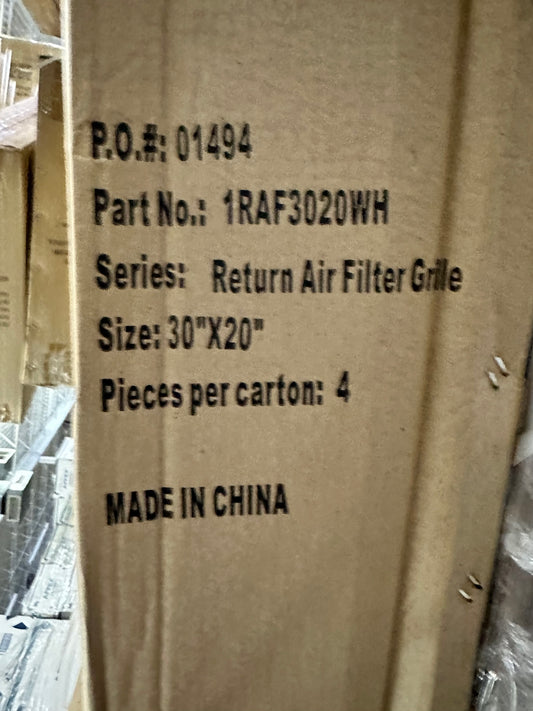 P.O.#: 01494
Part No.: 1RAF3020WH
Series: Return Air Filter Grille
Size: 30"X20"
Pieces per carton: 4
MADE IN CHINA